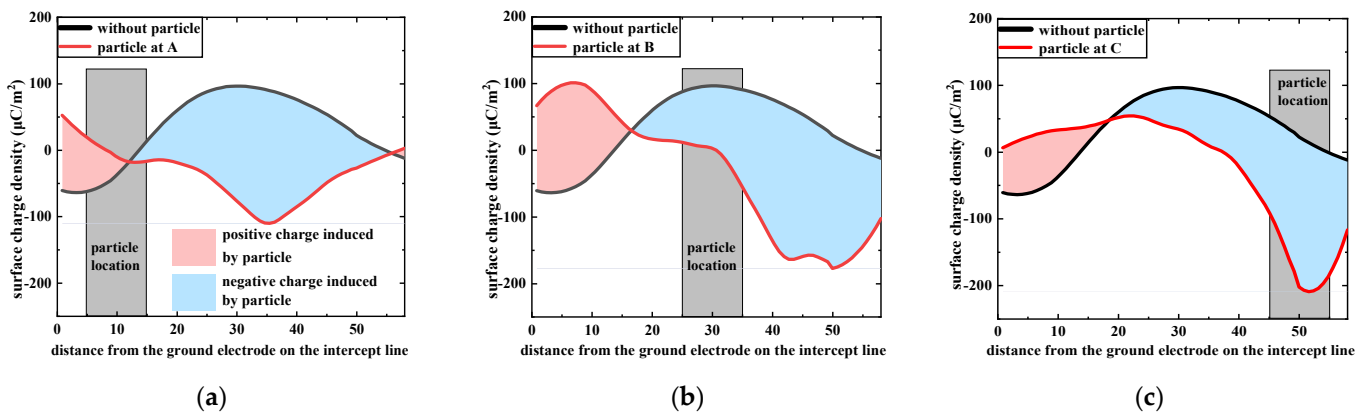 200
100
0
-100
-200
surface charge density (μC/m²)
without particle
particle at A
particle
location
positive charge induced
by particle
negative charge induced
by particle
0 10 20 30 40 50
distance from the ground electrode on the intercept line
(a)
200
100
0
-100
-200
surface charge density (μC/m²)
without particle
particle at B
particle
location
0 10 20 30 40 50
distance from the ground electrode on the intercept line
(b)
200
100
0
-100
-200
surface charge density (μC/m²)
without particle
particle at C
particle
location
0 10 20 30 40 50
distance from the ground electrode on the intercept line
(c)